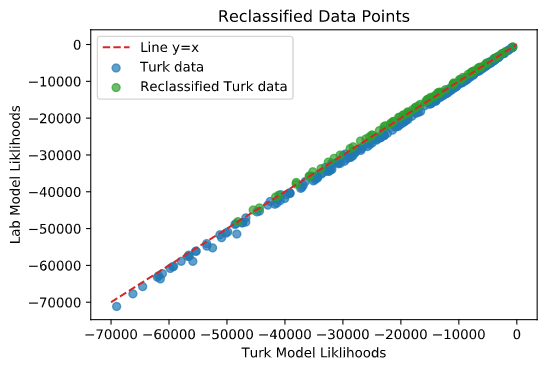 Reclassified Data Points
Line y=x
Turk data
Reclassified Turk data
Lab Model Liklihoods
0
−10000
−20000
−30000
−40000
−50000
−60000
−70000
−70000 −60000 −50000 −40000 −30000 −20000 −10000 0
Turk Model Liklihoods